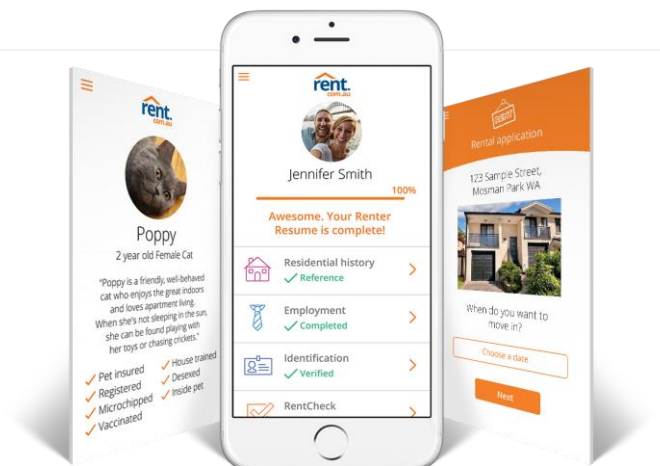 rent.
com.au
Poppy
2 year old Female Cat
"Poppy is a friendly, well-behaved
cat who enjoys the great indoors
and loves apartment living.
When she's not sleeping in the sun,
she can be found playing with
her toys or chasing crickets."
Pet insured
Registered
Microchipped
Vaccinated
House trained
Desexed
Inside pet
rent.
com.au
Jennifer Smith
100%
Awesome. Your Renter
Resume is complete!
Residential history
Reference
Employment
Completed
Identification
Verified
RentCheck
Rental application
123 Sample Street,
Mosman Park WA
When do you want to
move in?
Choose a date
Next